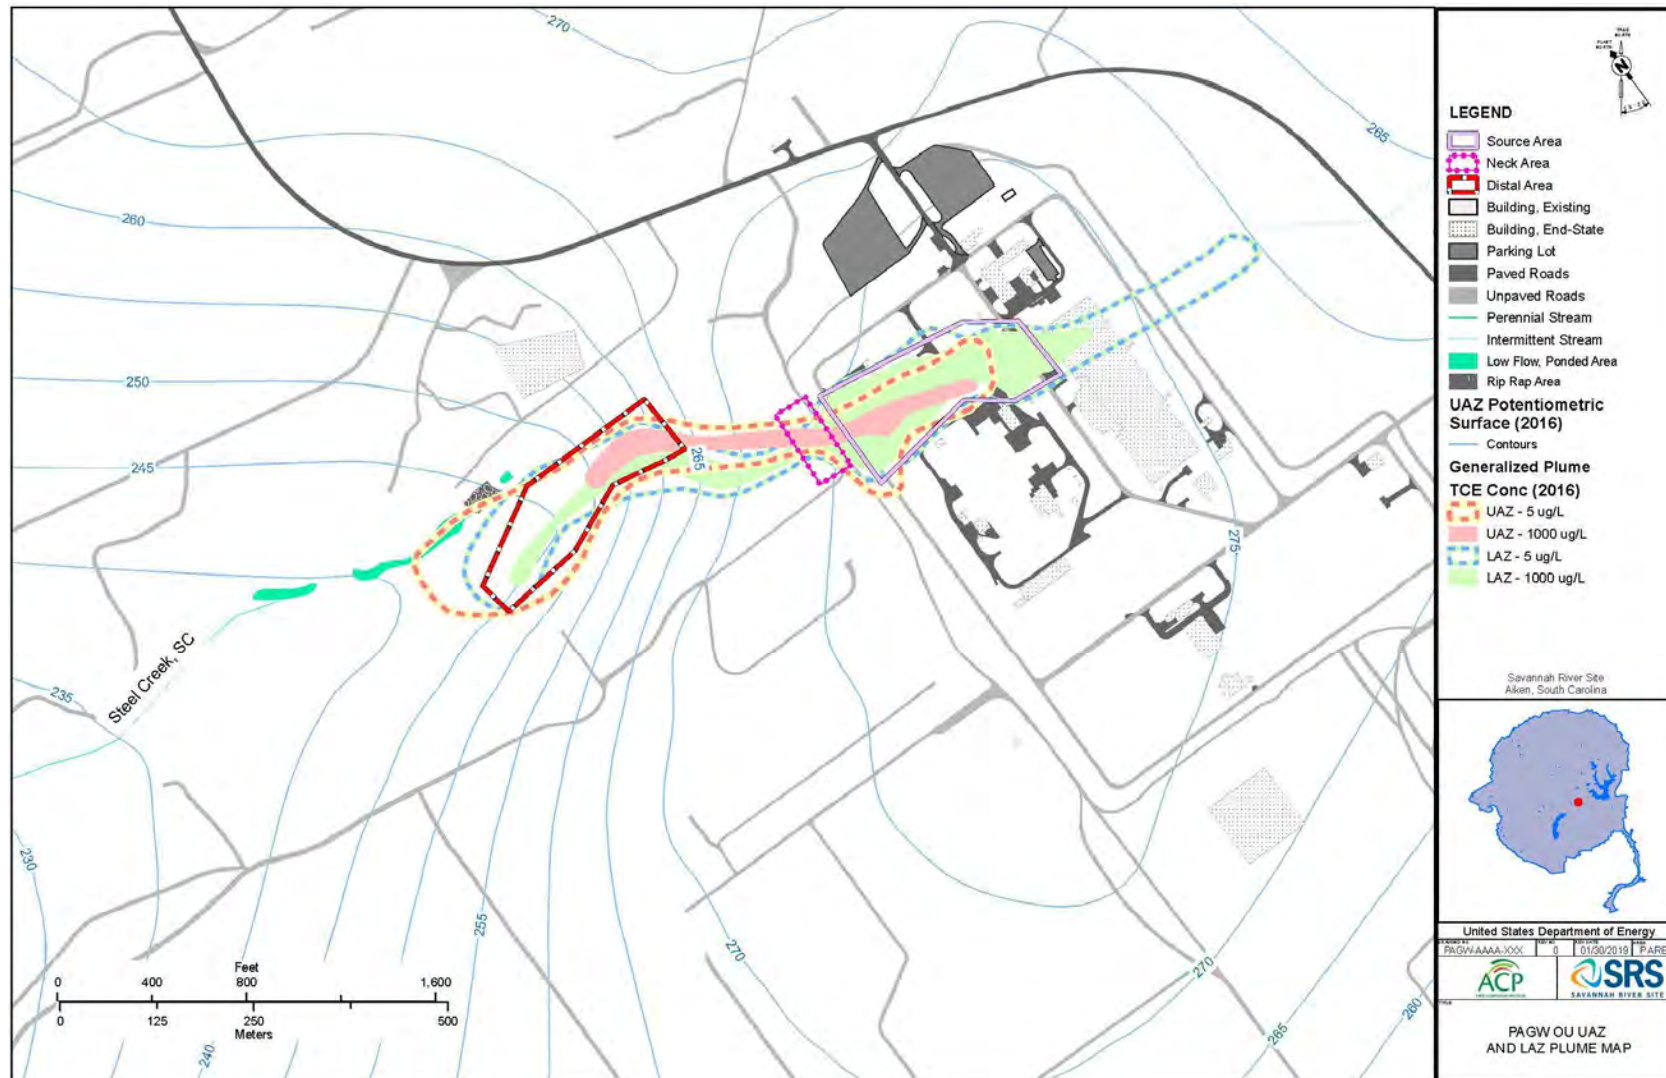 270
265
260
250
245
265
275
235
Steel Creek, SC
230
255
270
270
240
265
260
Feet
0 400 800 1,600
0 125 250 500
Meters
N
LEGEND
Source Area
Neck Area
Distal Area
Building, Existing
Building, End-State
Parking Lot
Paved Roads
Unpaved Roads
Perennial Stream
Intermittent Stream
Low Flow, Ponded Area
Rip Rap Area
UAZ Potentiometric
Surface (2016)
Contours
Generalized Plume
TCE Conc (2016)
UAZ - 5 ug/L
UAZ - 1000 ug/L
LAZ - 5 ug/L
LAZ - 1000 ug/L
Savannah River Site
Aiken, South Carolina
United States Department of Energy
PAGW-AAAA-XXX 0 01/30/2019 PARE
ACP
SRS
SAVANNAH RIVER SITE
TITLE
PAGW OU UAZ
AND LAZ PLUME MAP